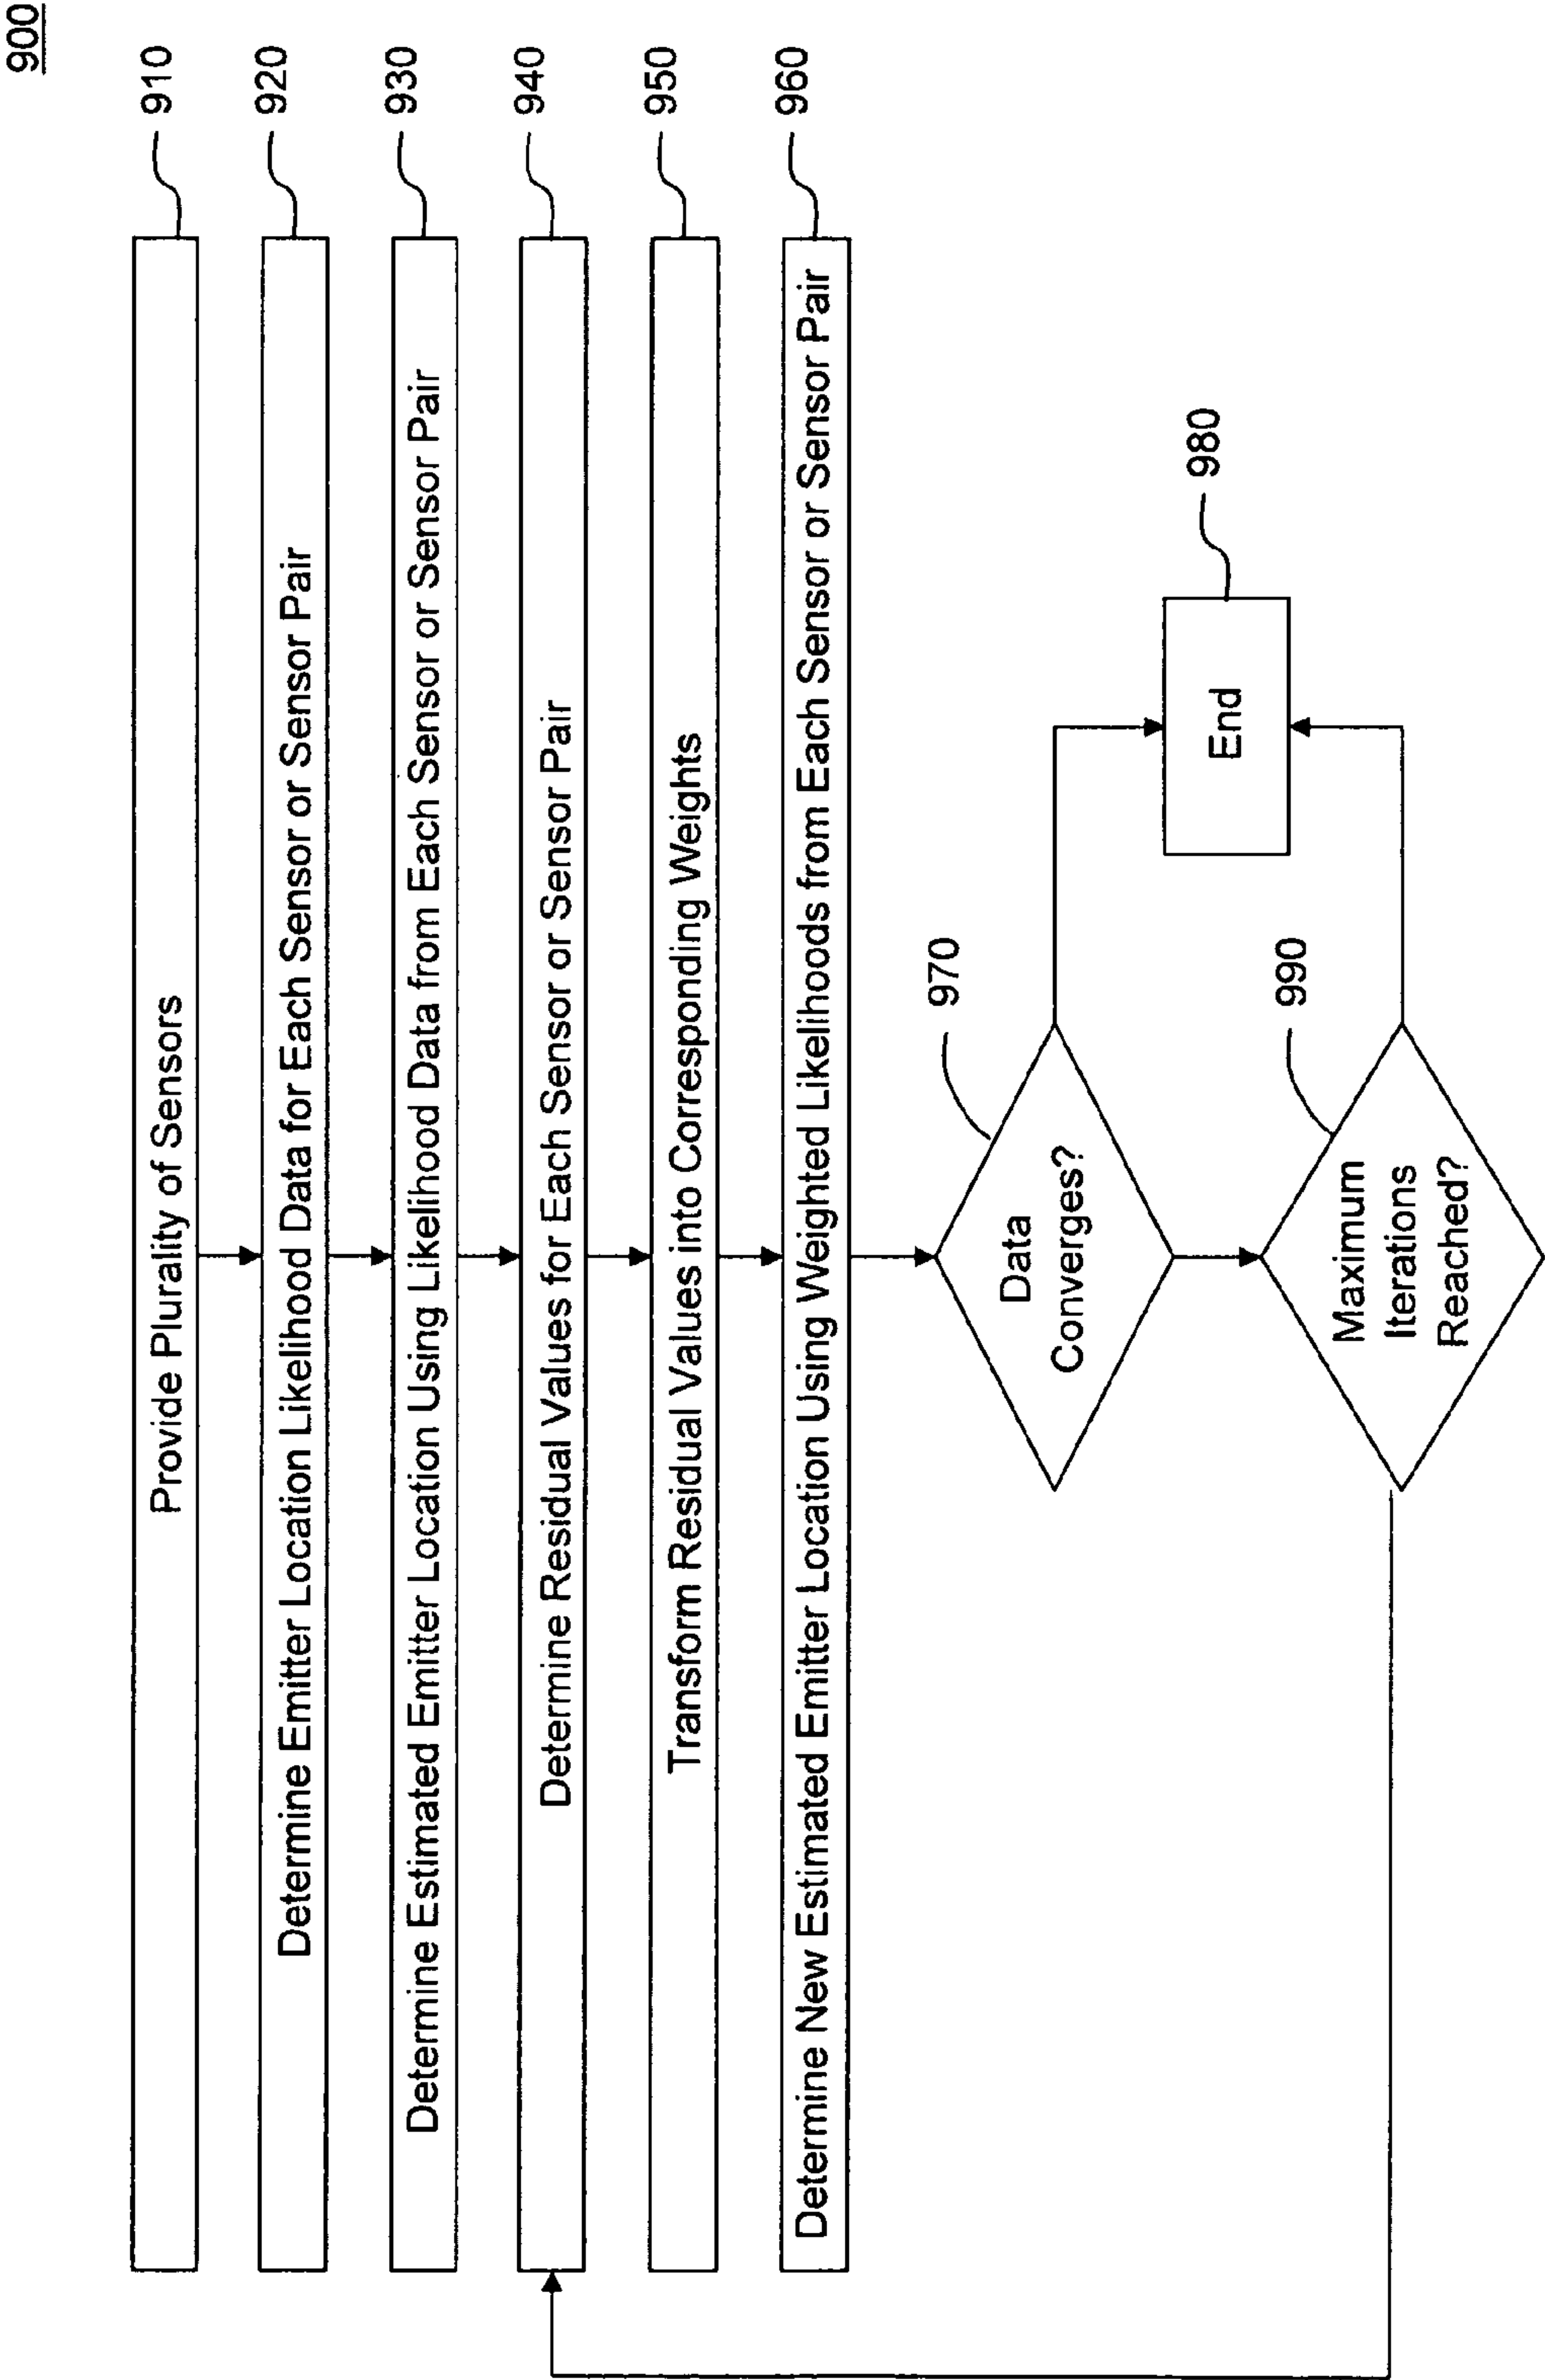 900
Provide Plurality of Sensors
910
Determine Emitter Location Likelihood Data for Each Sensor or Sensor Pair
920
Determine Estimated Emitter Location Using Likelihood Data from Each Sensor or Sensor Pair
930
Determine Residual Values for Each Sensor or Sensor Pair
940
Transform Residual Values into Corresponding Weights
950
Determine New Estimated Emitter Location Using Weighted Likelihoods from Each Sensor or Sensor Pair
960
Data
Converges?
970
End
980
Maximum
Iterations
Reached?
990